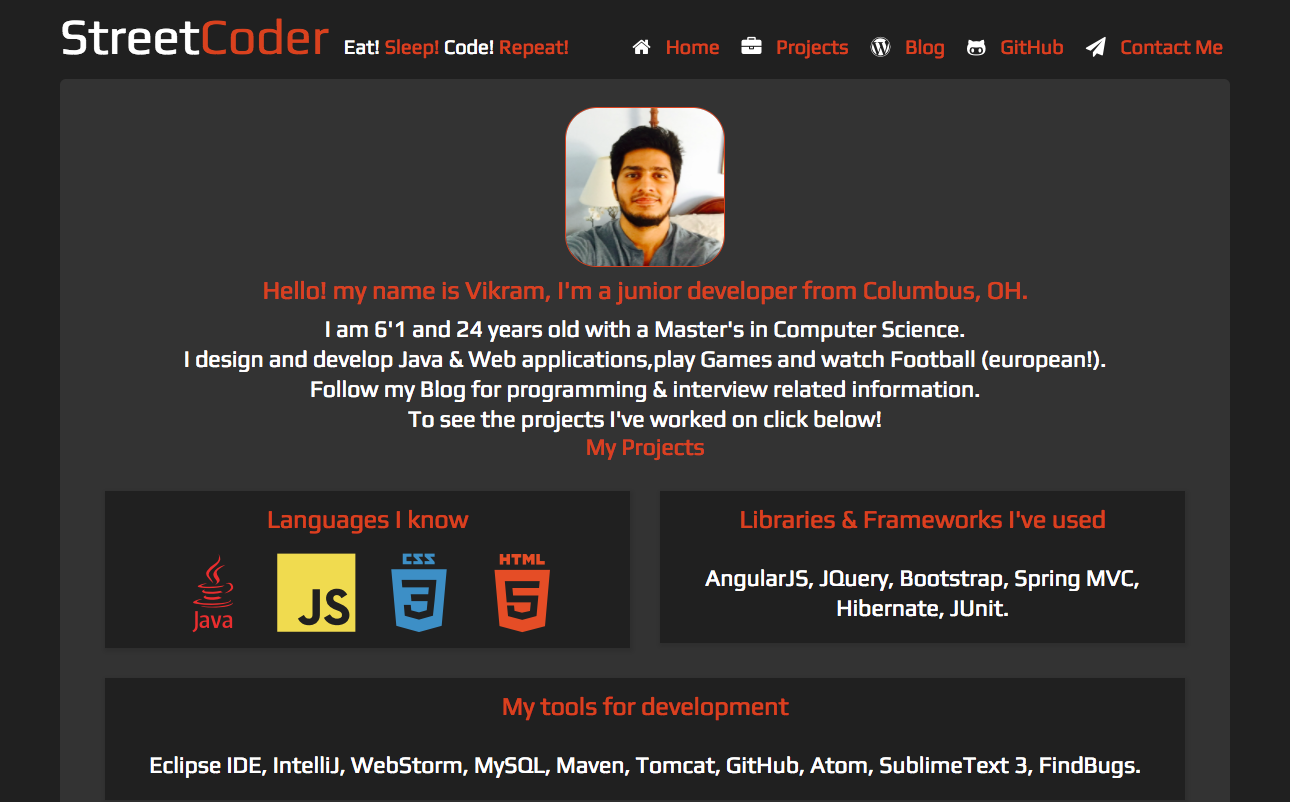 StreetCoder Eat! Sleep! Code! Repeat! Home Projects Blog GitHub Contact Me
Hello! my name is Vikram, I'm a junior developer from Columbus, OH.
I am 6'1 and 24 years old with a Master's in Computer Science.
I design and develop Java & Web applications,play Games and watch Football (european!).
Follow my Blog for programming & interview related information.
To see the projects I've worked on click below!
My Projects
Languages I know
Java JS CSS 3 HTML 5
Libraries & Frameworks I've used
AngularJS, JQuery, Bootstrap, Spring MVC,
Hibernate, JUnit.
My tools for development
Eclipse IDE, IntelliJ, WebStorm, MySQL, Maven, Tomcat, GitHub, Atom, SublimeText 3, FindBugs.